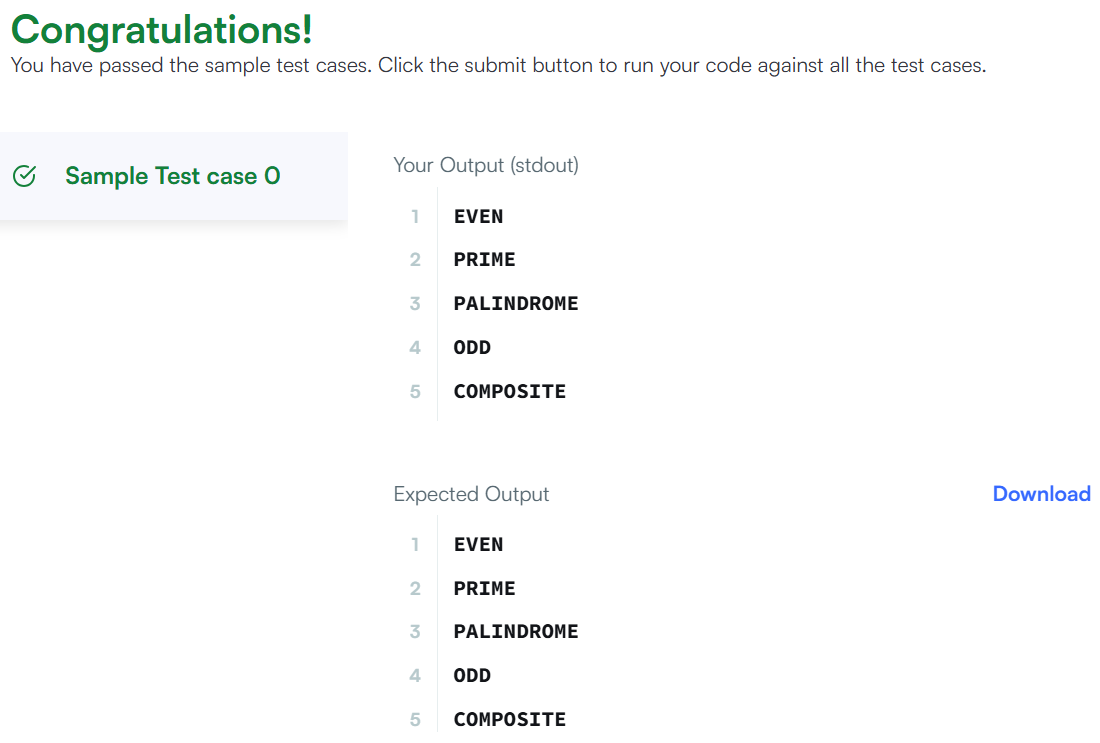 Congratulations!
You have passed the sample test cases. Click the submit button to run your code against all the test cases.
Sample Test case 0
Your Output (stdout)
1 EVEN
2 PRIME
3 PALINDROME
4 ODD
5 COMPOSITE
Expected Output Download
1 EVEN
2 PRIME
3 PALINDROME
4 ODD
5 COMPOSITE